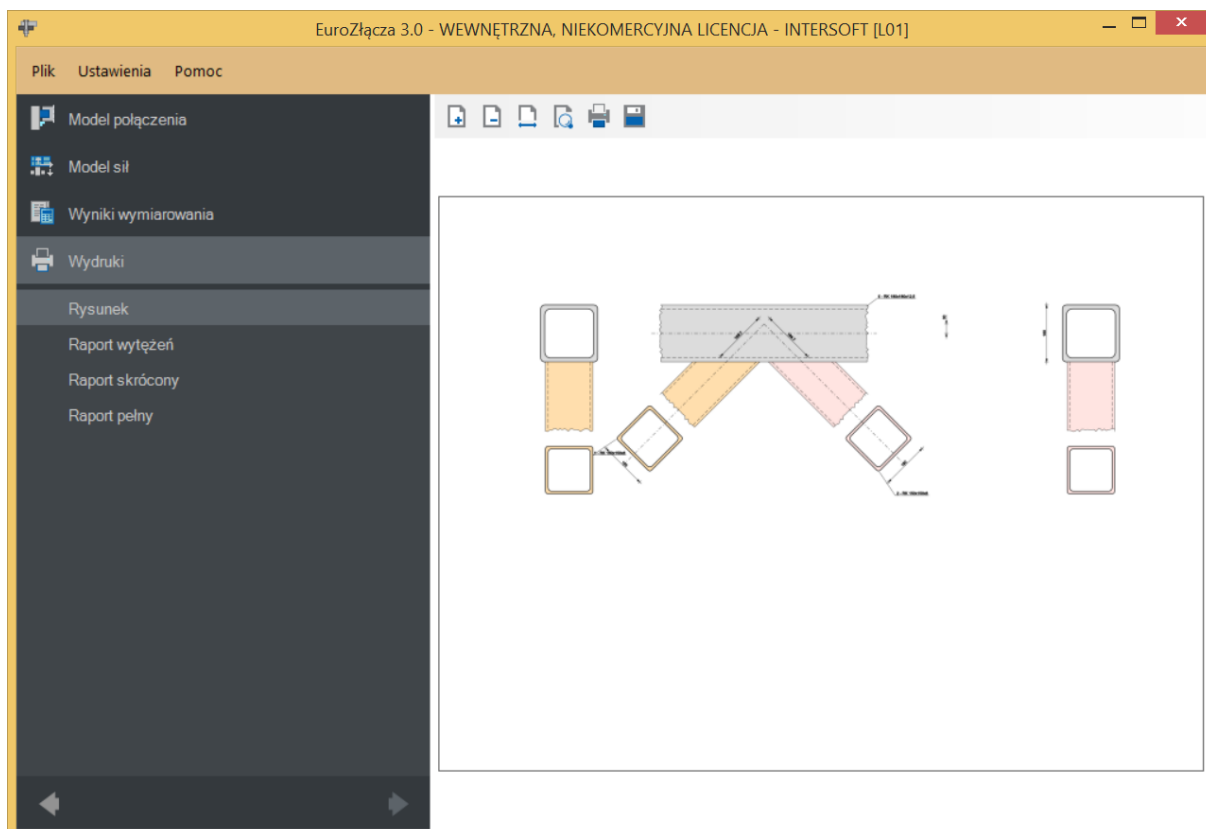 EuroZłącza 3.0 - WEWNĘTRZNA, NIEKOMERCYJNA LICENCJA - INTERSOFT [L01]
Plik Ustawienia Pomoc
Model połączenia
Model sił
Wyniki wymiarowania
Wydruki
Rysunek
Raport wytężeń
Raport skrócony
Raport pełny